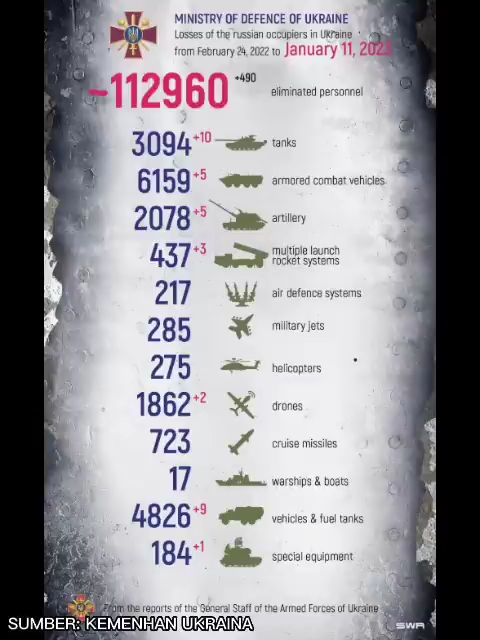 MINISTRY OF DEFENCE OF UKRAINE
Losses of the russian occupiers in Ukraine
from February 24, 2022 to January 11, 2023
~112960 +490 eliminated personnel
3094 +10 tanks
6159 +5 armored combat vehicles
2078 +5 artillery
437 +3 multiple launch
rocket systems
217 air defence systems
285 military jets
275 helicopters
1862 +2 drones
723 cruise missiles
17 warships & boats
4826 +9 vehicles & fuel tanks
184 +1 special equipment
From the reports of the General Staff of the Armed Forces of Ukraine
SUMBER: KEMENHAN UKRAINA
SWA